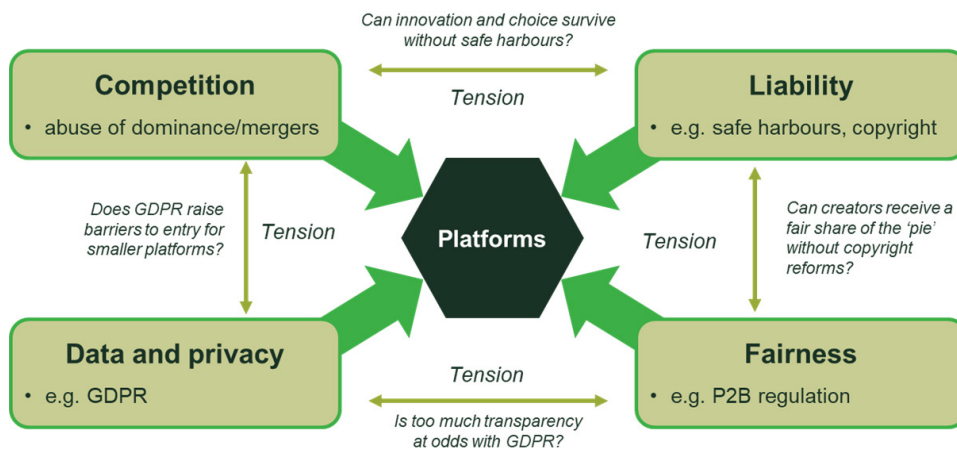 Can innovation and choice survive
without safe harbours?
Competition
• abuse of dominance/mergers
Tension
Liability
• e.g. safe harbours, copyright
Does GDPR raise
barriers to entry for
smaller platforms?
Tension
Platforms
Tension
Can creators receive a
fair share of the ‘pie’
without copyright
reforms?
Data and privacy
• e.g. GDPR
Tension
Is too much transparency
at odds with GDPR?
Fairness
• e.g. P2B regulation